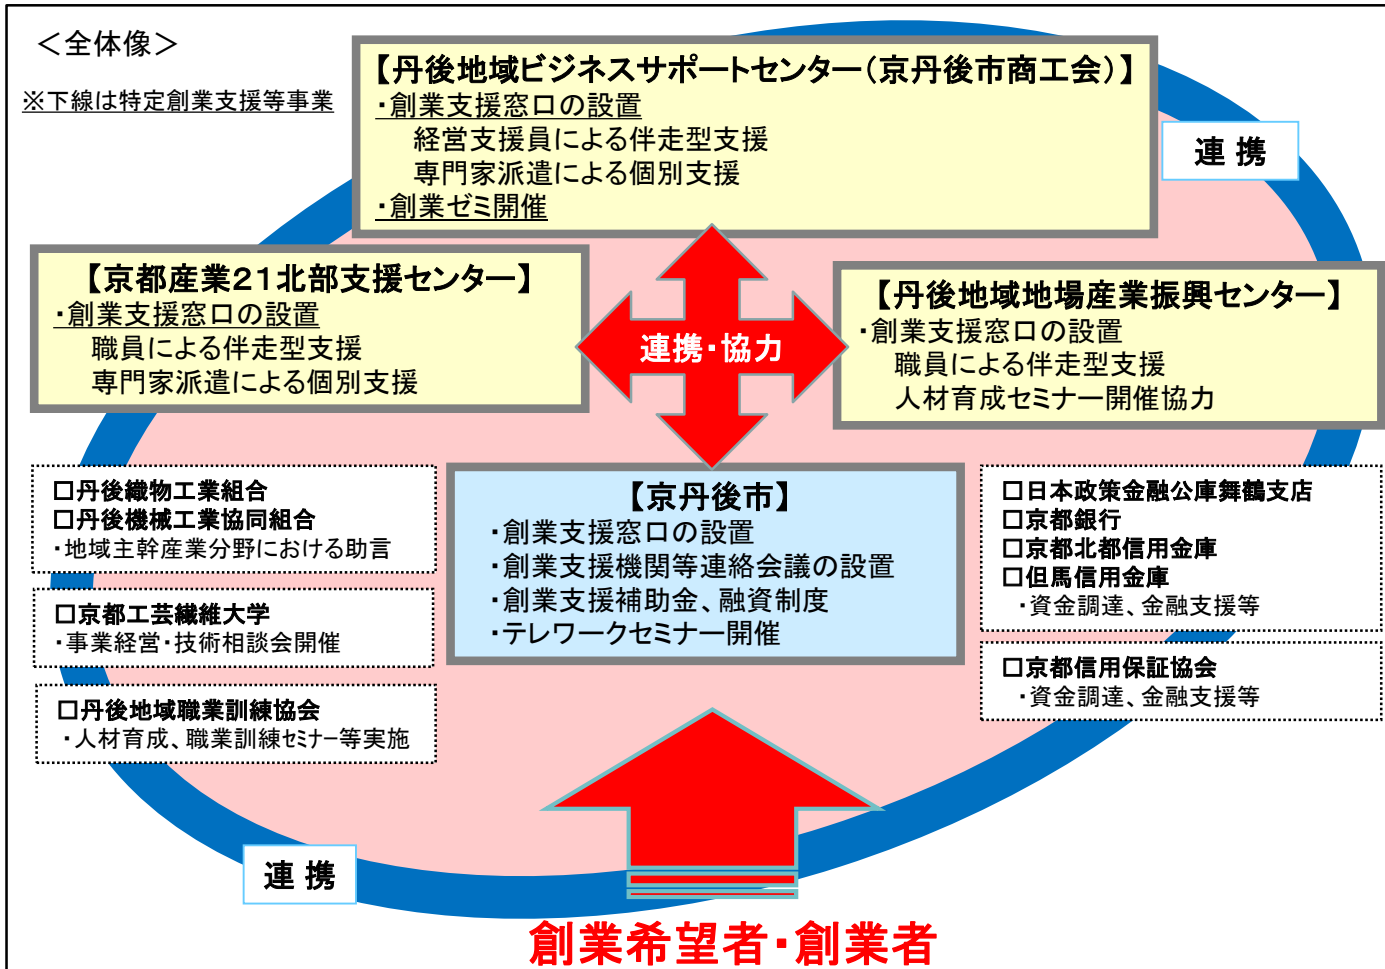 ＜全体像＞
※下線は特定創業支援等事業
【丹後地域ビジネスサポートセンター（京丹後市商工会）】
・創業支援窓口の設置
経営支援員による伴走型支援
専門家派遣による個別支援
・創業ゼミ開催
連 携
【京都産業２１北部支援センター】
・創業支援窓口の設置
職員による伴走型支援
専門家派遣による個別支援
連携・協力
【丹後地域地場産業振興センター】
・創業支援窓口の設置
職員による伴走型支援
人材育成セミナー開催協力
□丹後織物工業組合
□丹後機械工業協同組合
・地域主幹産業分野における助言
□京都工芸繊維大学
・事業経営・技術相談会開催
□丹後地域職業訓練協会
・人材育成、職業訓練ｾﾐﾅｰ等実施
【京丹後市】
・創業支援窓口の設置
・創業支援機関等連絡会議の設置
・創業支援補助金、融資制度
・テレワークセミナー開催
□日本政策金融公庫舞鶴支店
□京都銀行
□京都北都信用金庫
□但馬信用金庫
・資金調達、金融支援等
□京都信用保証協会
・資金調達、金融支援等
連 携
創業希望者・創業者